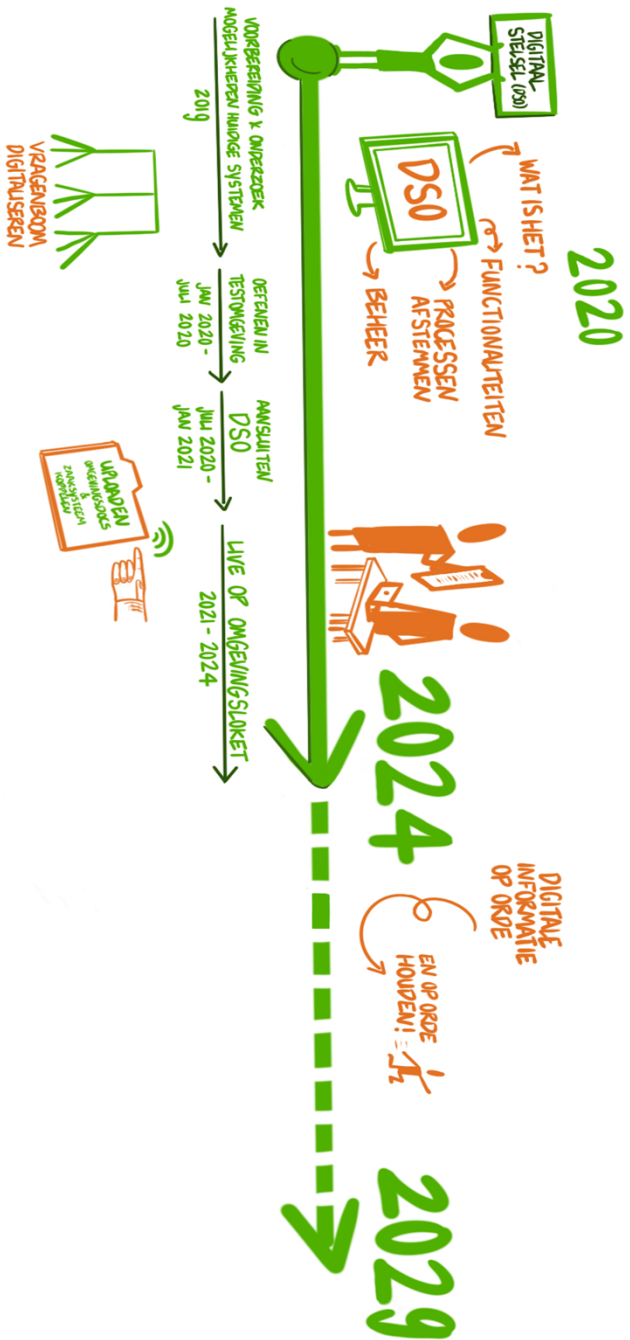 DIGITAAL
STELSEL (DSO)
DSO
WAT IS HET?
FUNCTIONALITEITEN
PROCESSEN
AFSTEMMEN
BEHEER
2020
VOORBEREIDING & ONDERZOEK
MOGELIJKHEDEN HUIDIGE SYSTEMEN
2019
VRAGENBOOM
DIGITALISEREN
OEFENEN IN
TESTOMGEVING
JAN 2020 -
JULI 2020
AANSLUITEN
DSO
JULI 2020 -
JAN 2021
UPLOADEN
OMGEVINGSDOCS
&
ZAAKSYSTEEM
KOPPELEN
LIVE OP OMGEVINGSLOKET
2021 - 2024
2024
DIGITALE
INFORMATIE
OP ORDE
EN OP ORDE
HOUDEN!
2029